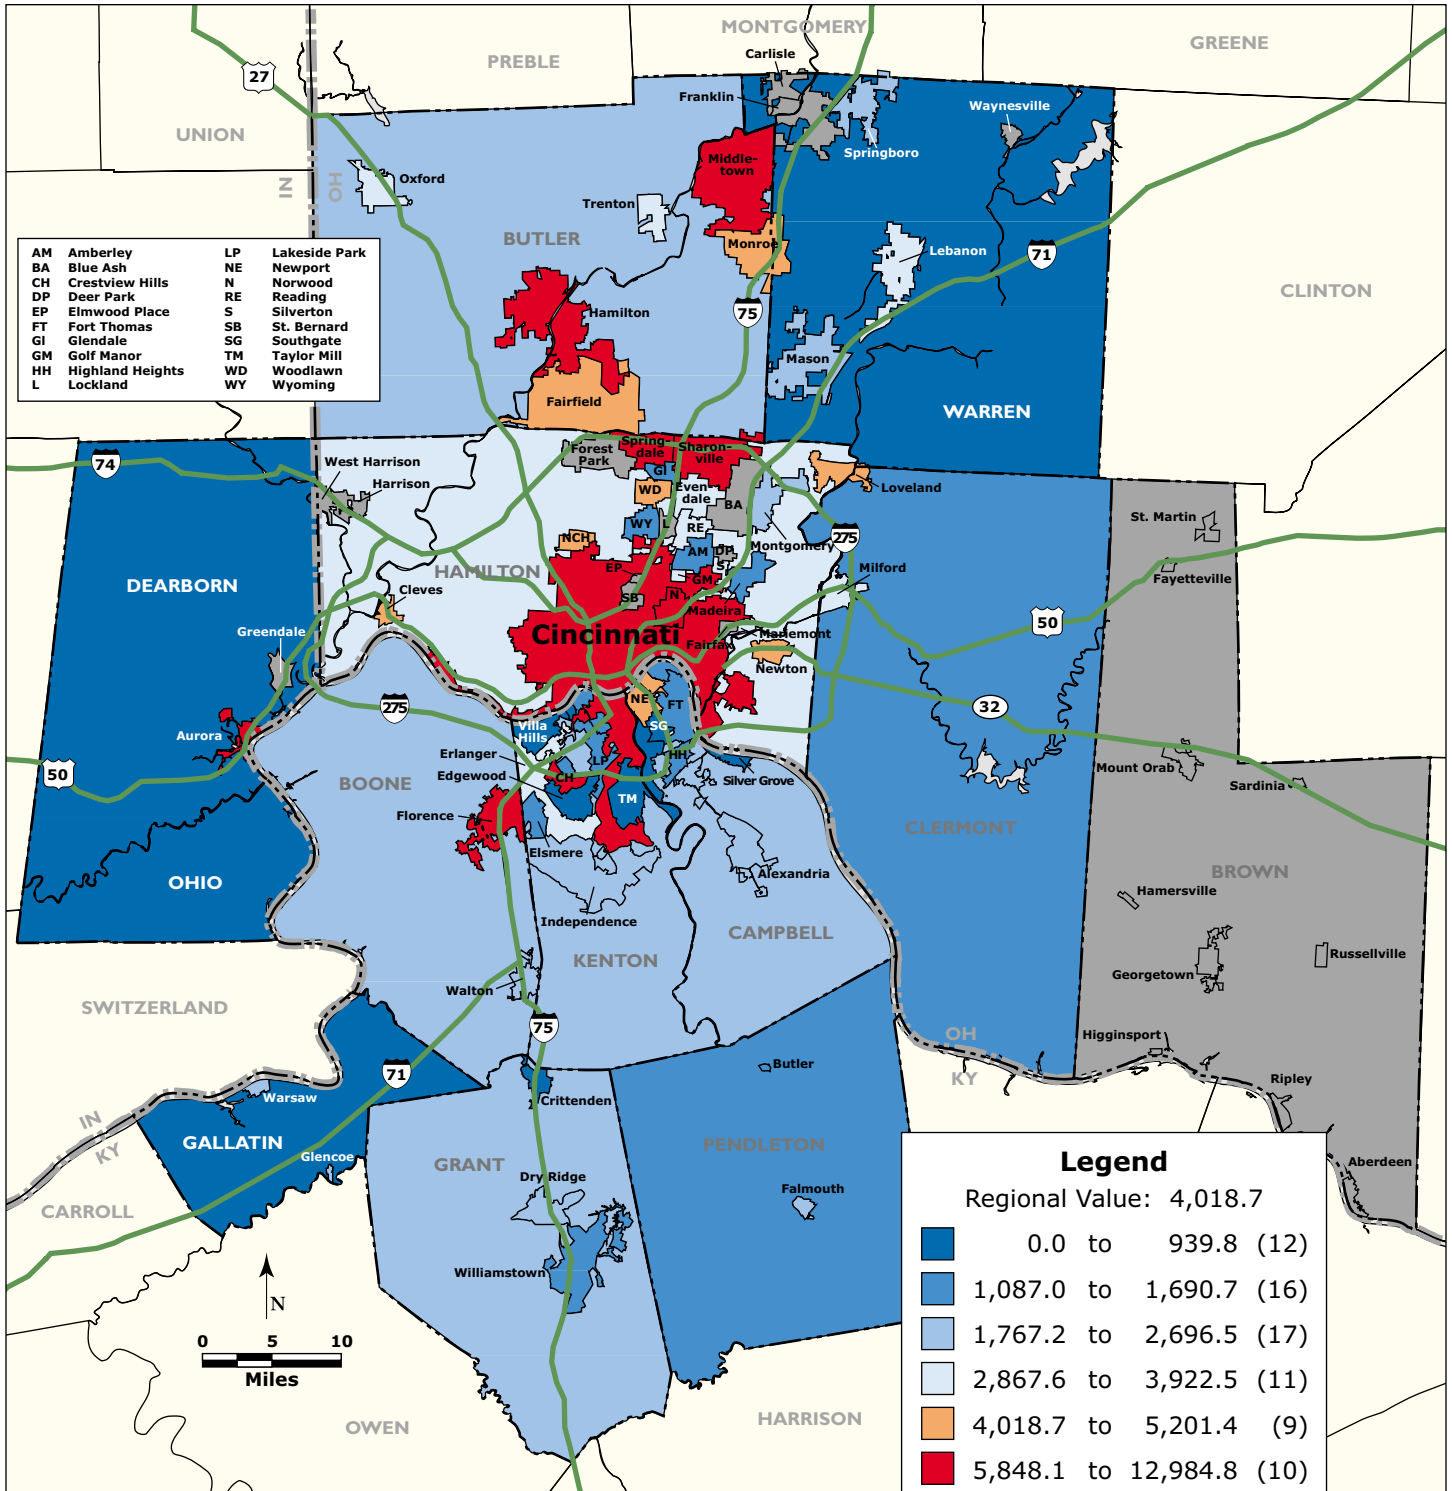 MONTGOMERY
GREENE
PREBLE
Carlisle
27
Franklin
Waynesville
UNION
Springboro
Middle-
town
IN
OH
Oxford
Trenton
BUTLER
Monroe
Lebanon
71
CLINTON
AM Amberley LP Lakeside Park
BA Blue Ash NE Newport
CH Crestview Hills N Norwood
DP Deer Park RE Reading
EP Elmwood Place S Silverton
FT Fort Thomas SB St. Bernard
GI Glendale SG Southgate
GM Golf Manor TM Taylor Mill
HH Highland Heights WD Woodlawn
L Lockland WY Wyoming
75
Hamilton
Mason
Fairfield
WARREN
74
West Harrison
Harrison
Forest
Park
Spring-
dale
Sharon-
ville
GI
WD
Even-
dale
BA
Loveland
St. Martin
WY
L
RE
NCH
AM
DP
Montgomery
275
S
HAMILTON
EP
GM
Milford
Fayetteville
DEARBORN
Cleves
SB
N
Madeira
50
Greendale
Cincinnati
Fairfax
Mariemont
Newton
275
NE
FT
32
Aurora
Villa
Hills
SG
50
Erlanger
LP
HH
BOONE
Edgewood
CH
Silver Grove
Mount Orab
Sardinia
TM
Florence
CLERMONT
Elsmere
BROWN
OHIO
Alexandria
Hamersville
Independence
CAMPBELL
KENTON
Russellville
Georgetown
SWITZERLAND
Walton
75
OH
KY
Higginsport
71
Butler
Ripley
Warsaw
Crittenden
IN
KY
GALLATIN
PENDLETON
Glencoe
GRANT
Aberdeen
Dry Ridge
Falmouth
CARROLL
Williamstown
N
0 5 10
Miles
OWEN
HARRISON
Legend
Regional Value: 4,018.7
0.0 to 939.8 (12)
1,087.0 to 1,690.7 (16)
1,767.2 to 2,696.5 (17)
2,867.6 to 3,922.5 (11)
4,018.7 to 5,201.4 (9)
5,848.1 to 12,984.8 (10)